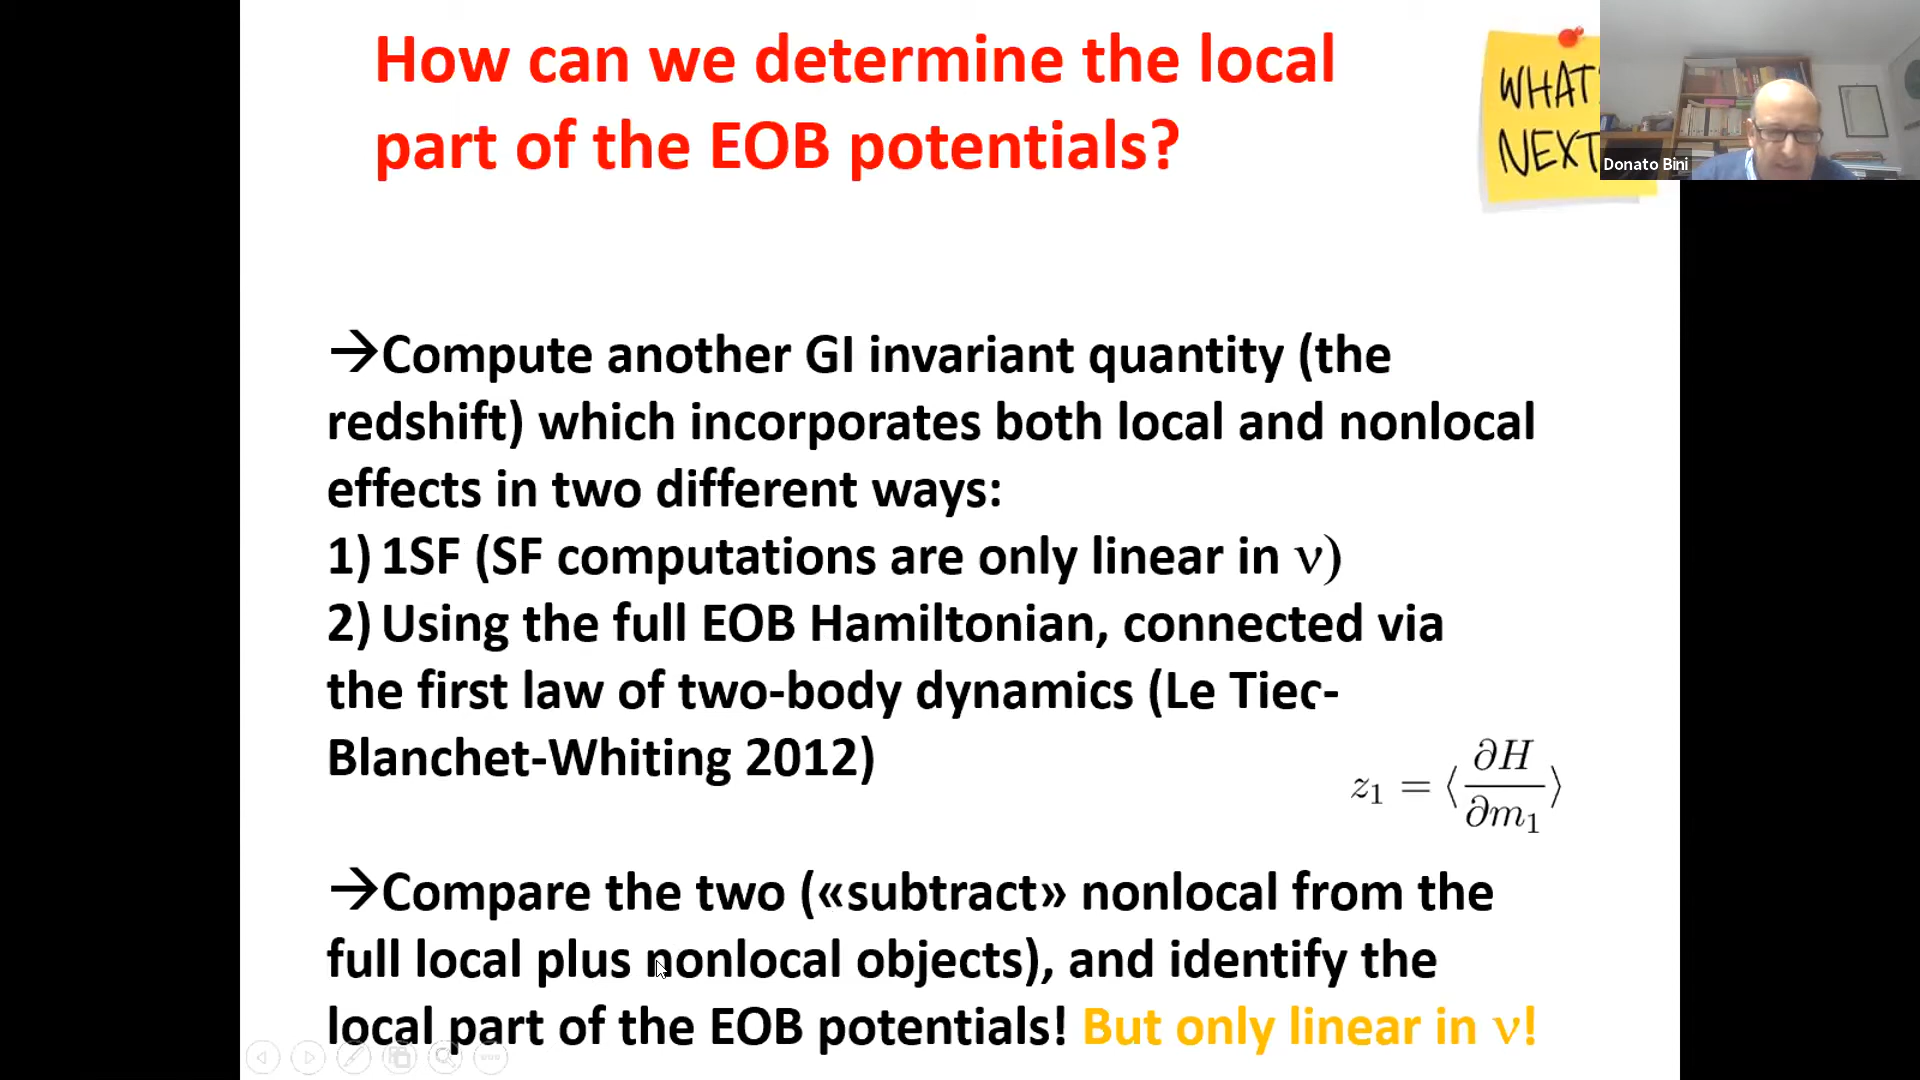 How can we determine the local
part of the EOB potentials?
WHAT'
NEXT
Donato Bini
→Compute another GI invariant quantity (the
redshift) which incorporates both local and nonlocal
effects in two different ways:
1) 1SF (SF computations are only linear in ν)
2) Using the full EOB Hamiltonian, connected via
the first law of two-body dynamics (Le Tiec-
Blanchet-Whiting 2012)
z₁ = ⟨∂H/∂m₁⟩
→Compare the two («subtract» nonlocal from the
full local plus nonlocal objects), and identify the
local part of the EOB potentials! But only linear in ν!